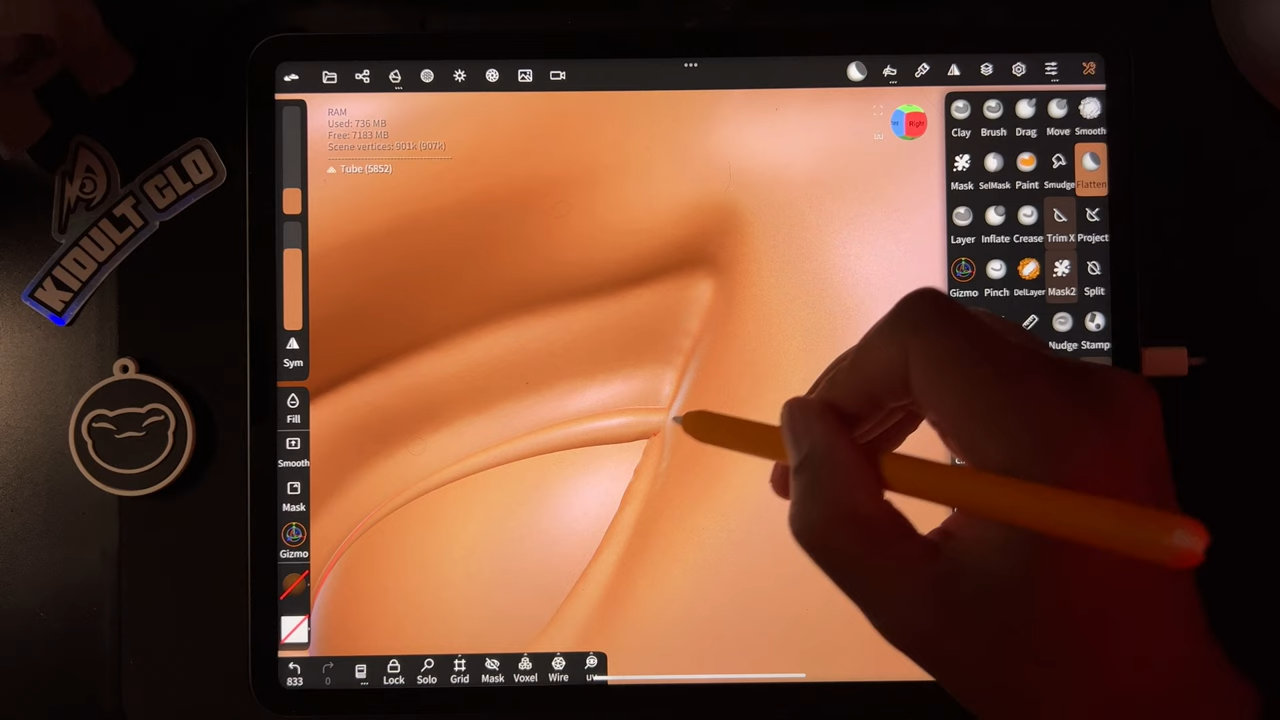 KIDULT CLO
RAM
Used: 736 MB
Free: 7183 MB
Scene vertices: 901k (907k)
Tube (5852)
Right
Clay Brush Drag Move Smooth
Mask SelMask Paint Smudge Flatten
Layer Inflate Crease Trim X Project
Gizmo Pinch DelLayer Mask2 Split
Nudge Stamp
Sym
Fill
Smooth
Mask
Gizmo
833 0 Lock Solo Grid Mask Voxel Wire